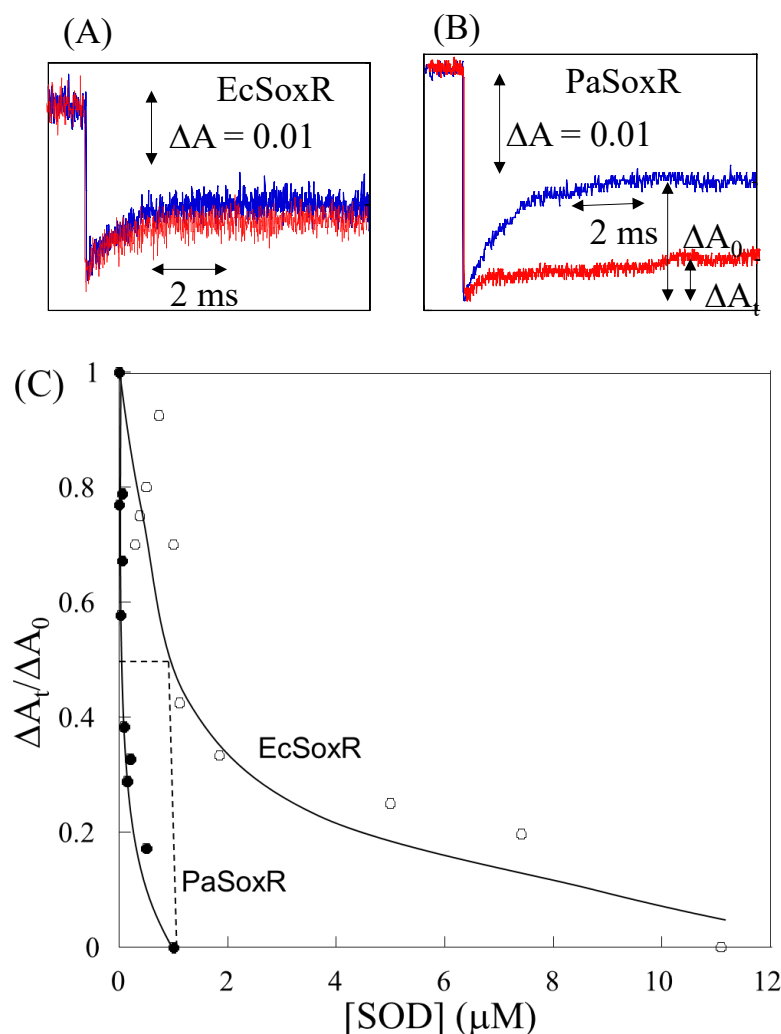 (A)
EcSoxR
ΔA = 0.01
2 ms
(B)
PaSoxR
ΔA = 0.01
2 ms
ΔA₀
ΔAₜ
(C)
1
0.8
0.6
0.4
0.2
0
ΔAₜ/ΔA₀
EcSoxR
PaSoxR
0 2 4 6 8 10 12
[SOD] (μM)